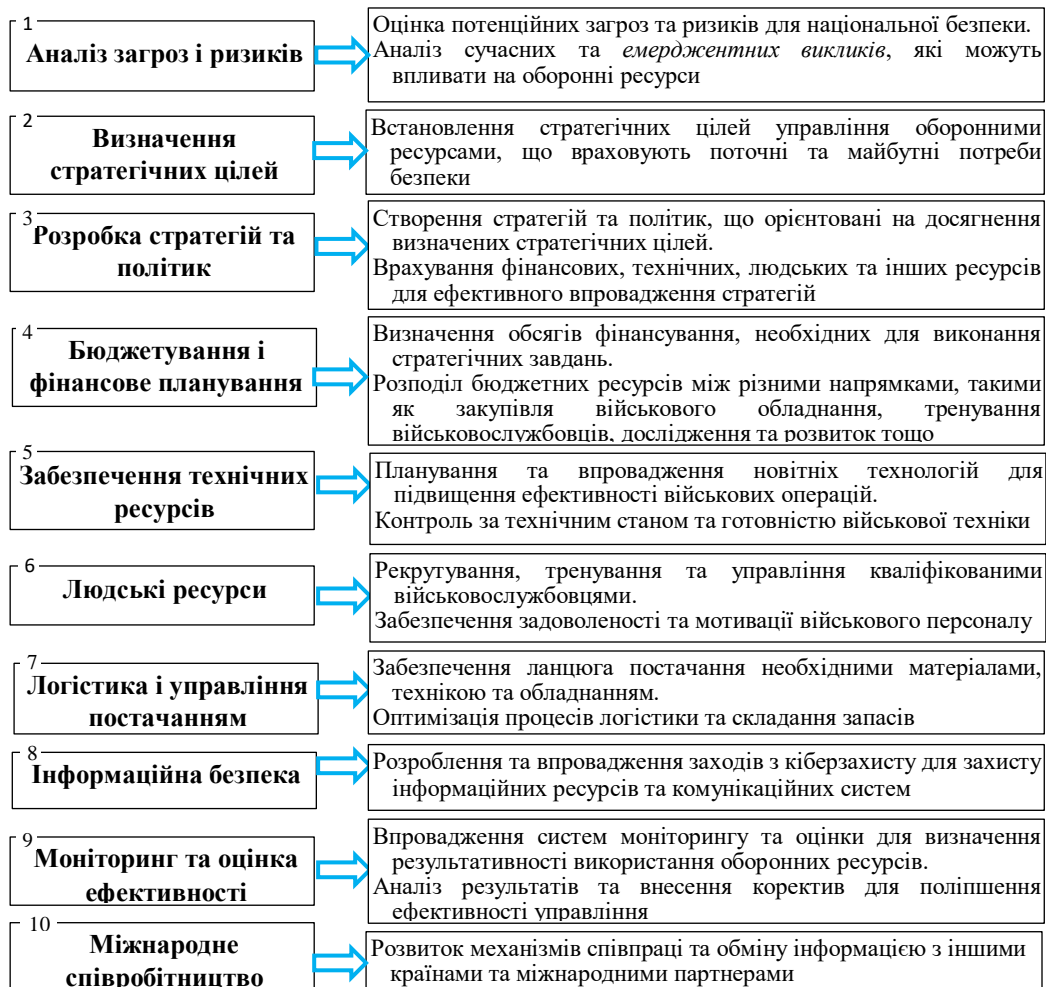 1
Аналіз загроз і ризиків
Оцінка потенційних загроз та ризиків для національної безпеки.
Аналіз сучасних та емерджентних викликів, які можуть
впливати на оборонні ресурси
2
Визначення
стратегічних цілей
Встановлення стратегічних цілей управління оборонними
ресурсами, що враховують поточні та майбутні потреби
безпеки
3
Розробка стратегій та
політик
Створення стратегій та політик, що орієнтовані на досягнення
визначених стратегічних цілей.
Врахування фінансових, технічних, людських та інших ресурсів
для ефективного впровадження стратегій
4
Бюджетування і
фінансове планування
Визначення обсягів фінансування, необхідних для виконання
стратегічних завдань.
Розподіл бюджетних ресурсів між різними напрямками, такими
як закупівля військового обладнання, тренування
військовослужбовців, дослідження та розвиток тощо
5
Забезпечення технічних
ресурсів
Планування та впровадження новітніх технологій для
підвищення ефективності військових операцій.
Контроль за технічним станом та готовністю військової техніки
6
Людські ресурси
Рекрутування, тренування та управління кваліфікованими
військовослужбовцями.
Забезпечення задоволеності та мотивації військового персоналу
7
Логістика і управління
постачанням
Забезпечення ланцюга постачання необхідними матеріалами,
технікою та обладнанням.
Оптимізація процесів логістики та складання запасів
8
Інформаційна безпека
Розроблення та впровадження заходів з кіберзахисту для захисту
інформаційних ресурсів та комунікаційних систем
9
Моніторинг та оцінка
ефективності
Впровадження систем моніторингу та оцінки для визначення
результативності використання оборонних ресурсів.
Аналіз результатів та внесення коректив для поліпшення
ефективності управління
10
Міжнародне
співробітництво
Розвиток механізмів співпраці та обміну інформацією з іншими
країнами та міжнародними партнерами